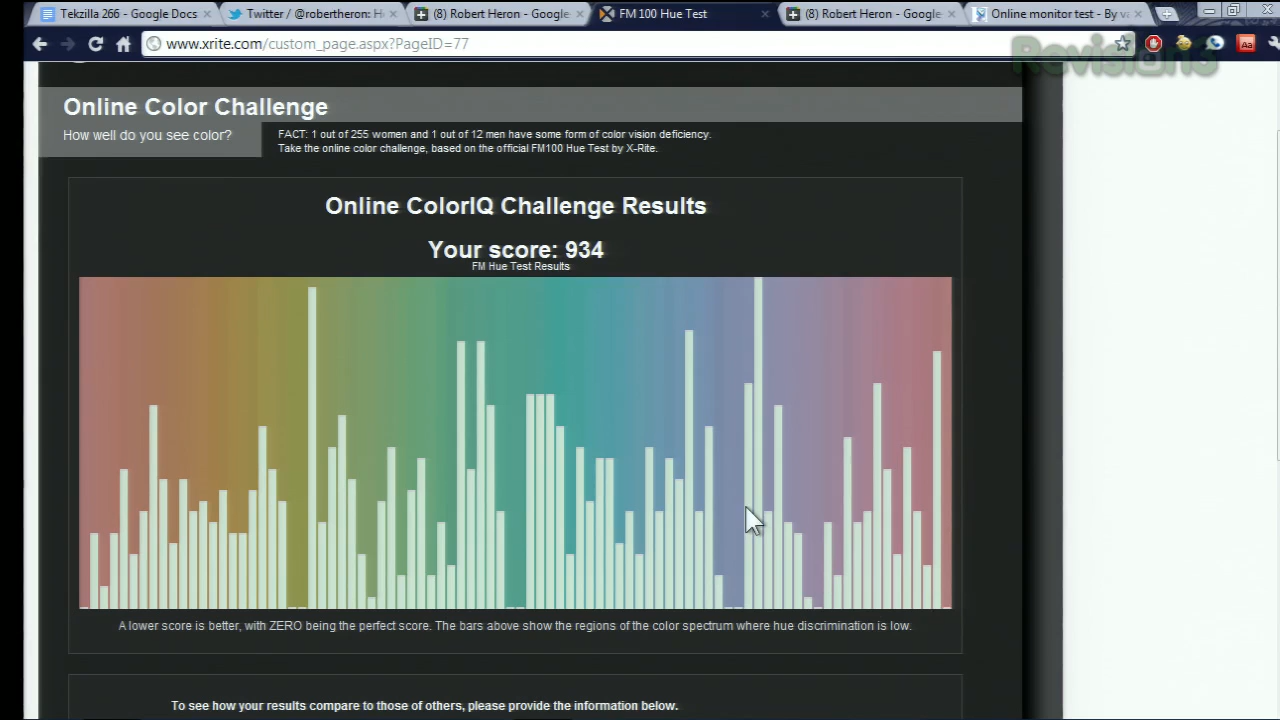 Tekzilla 266 - Google Docs
Twitter / @robertheron: H
(8) Robert Heron - Google
FM 100 Hue Test
(8) Robert Heron - Google
Online monitor test - By va
www.xrite.com/custom_page.aspx?PageID=77
Revision3
Online Color Challenge
How well do you see color?
FACT: 1 out of 255 women and 1 out of 12 men have some form of color vision deficiency.
Take the online color challenge, based on the official FM100 Hue Test by X-Rite.
Online ColorIQ Challenge Results
Your score: 934
FM Hue Test Results
A lower score is better, with ZERO being the perfect score. The bars above show the regions of the color spectrum where hue discrimination is low.
To see how your results compare to those of others, please provide the information below.